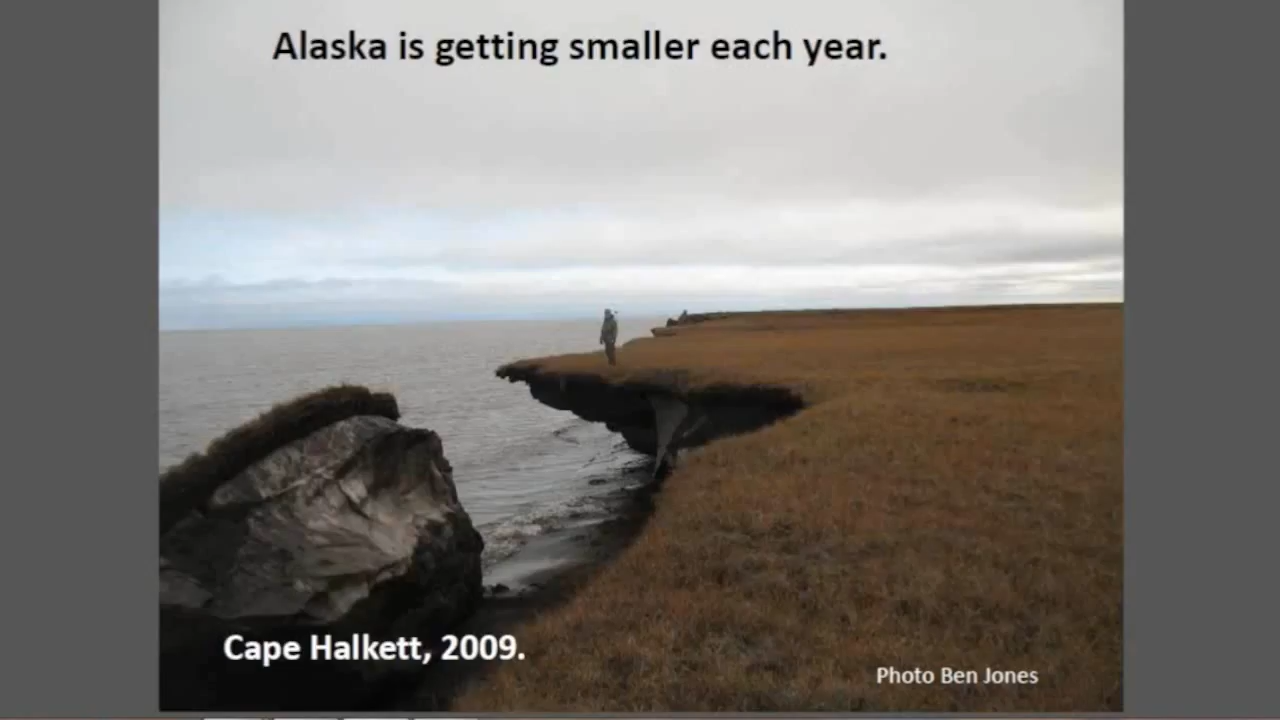 Alaska is getting smaller each year.
Cape Halkett, 2009.
Photo Ben Jones